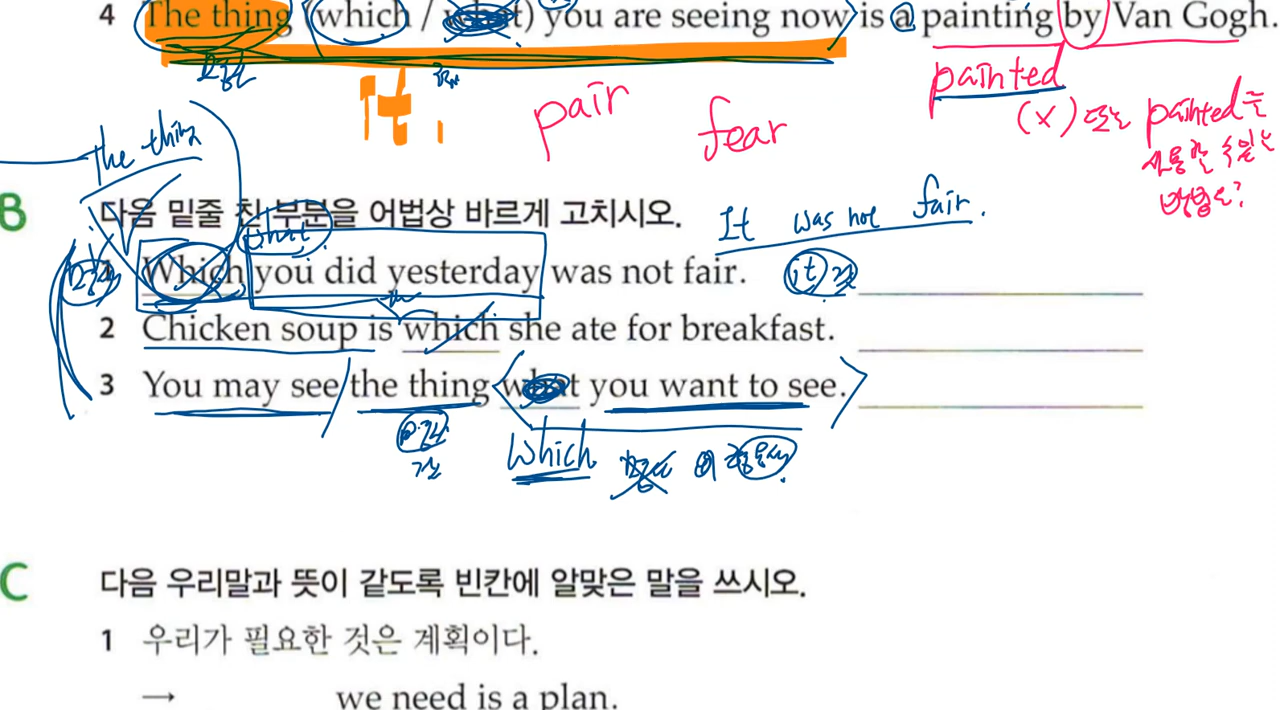 4 The thing (which / what) you are seeing now is a painting by Van Gogh.
painted
It.
pair
fear
(x) 또는 painted를
사용할 수 있는
방법은?
the thing
B 다음 밑줄 친 부분을 어법상 바르게 고치시오.
It was not fair.
what
1 Which you did yesterday was not fair.
(it) 것
2 Chicken soup is which she ate for breakfast.
3 You may see the thing what you want to see.
것
which
C 다음 우리말과 뜻이 같도록 빈칸에 알맞은 말을 쓰시오.
1 우리가 필요한 것은 계획이다.
→ we need is a plan.